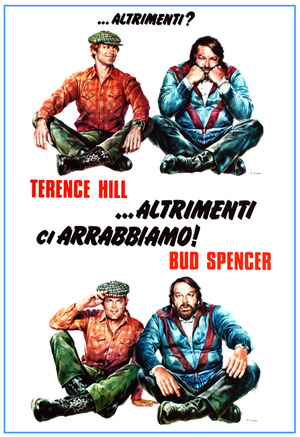 ...ALTRIMENTI?
TERENCE HILL
...ALTRIMENTI
CI ARRABBIAMO!
BUD SPENCER